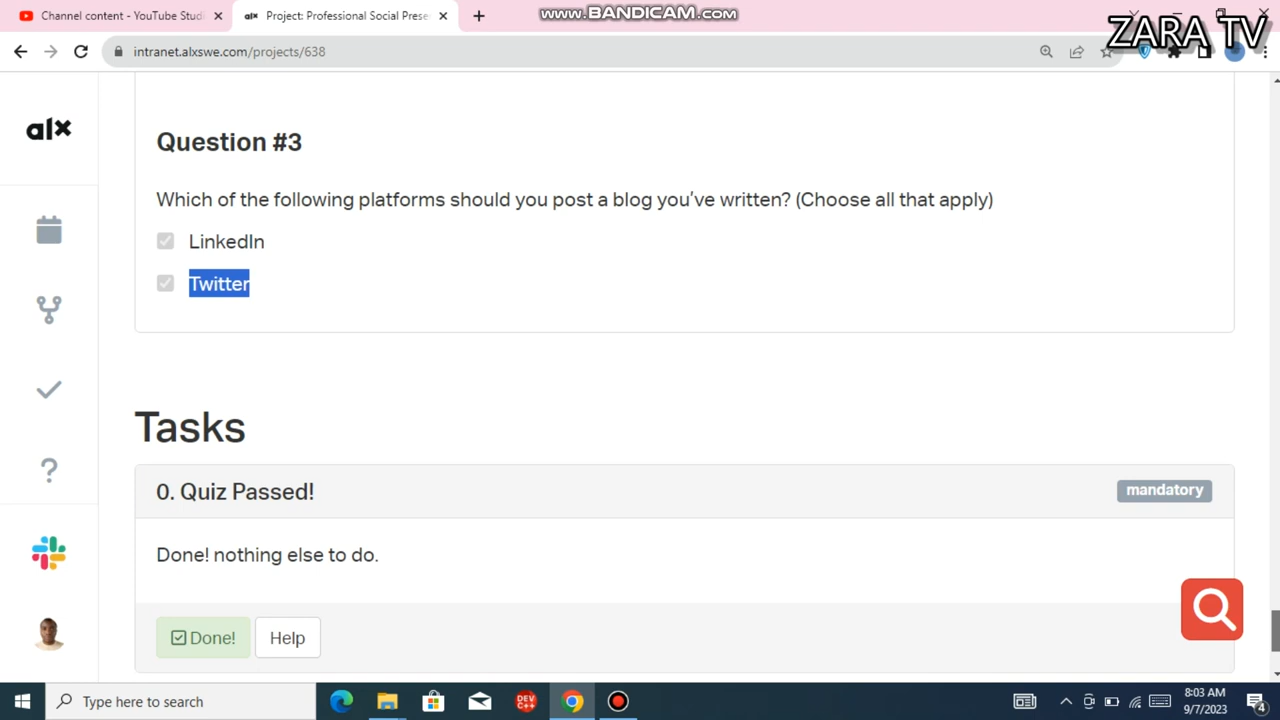 Channel content - YouTube Studi
alx Project: Professional Social Prese
www.BANDICAM.com
ZARA TV
intranet.alxswe.com/projects/638
alx
Question #3
Which of the following platforms should you post a blog you’ve written? (Choose all that apply)
LinkedIn
Twitter
Tasks
0. Quiz Passed!
mandatory
Done! nothing else to do.
Done!
Help
Type here to search
DEV C++
8:03 AM
9/7/2023
4